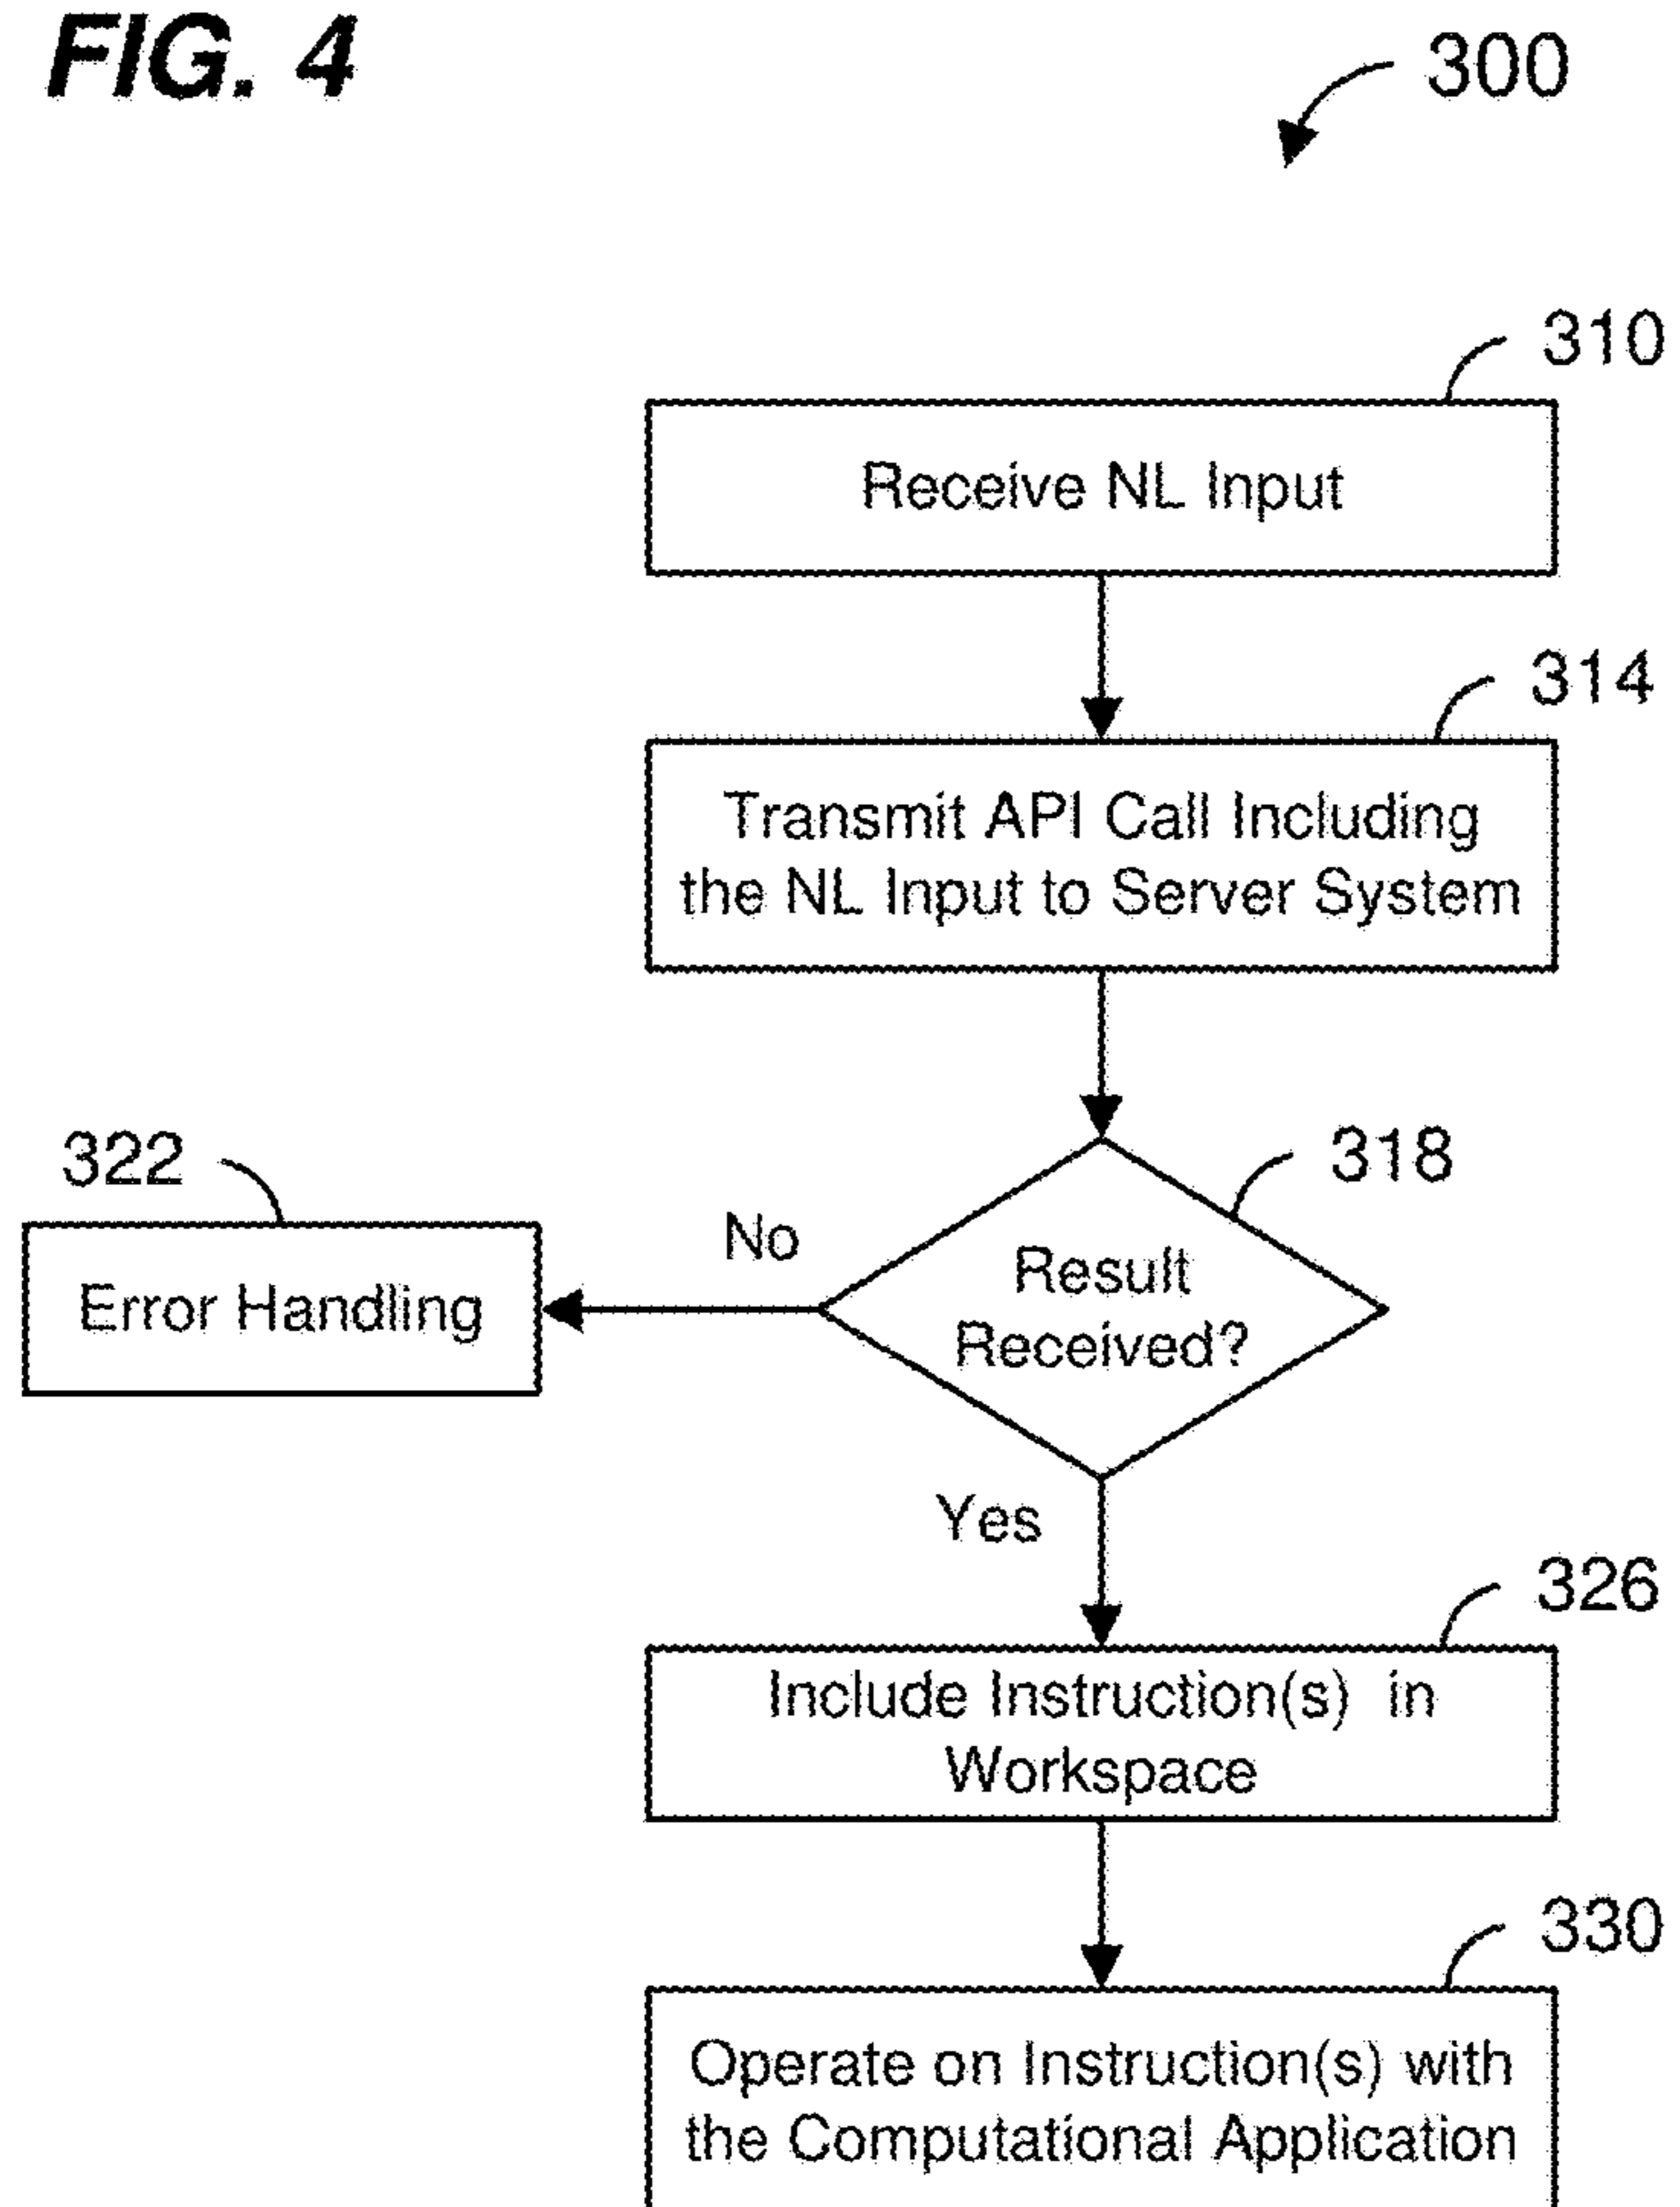 FIG. 4
300
310
Receive NL Input
314
Transmit API Call Including
the NL Input to Server System
322
318
No
Error Handling
Result
Received?
Yes
326
Include Instruction(s) in
Workspace
330
Operate on Instruction(s) with
the Computational Application